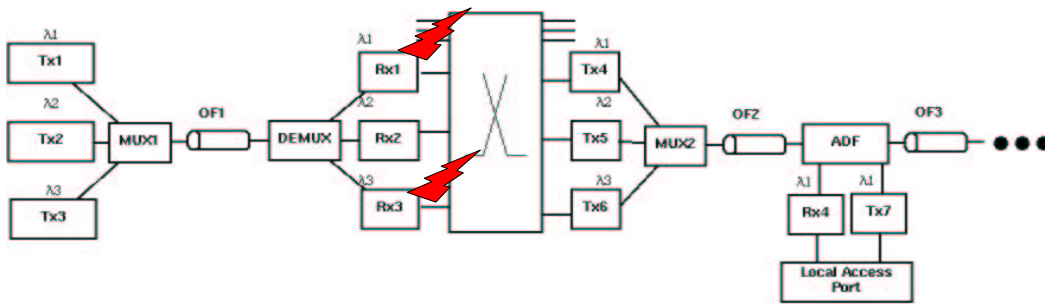 λ1
Tx1
λ2
Tx2
λ3
Tx3
MUX1
OF1
DEMUX
λ1
Rx1
λ2
Rx2
λ3
Rx3
λ1
Tx4
λ2
Tx5
λ3
Tx6
MUX2
OF2
ADF
OF3
λ1
Rx4
λ1
Tx7
Local Access
Port